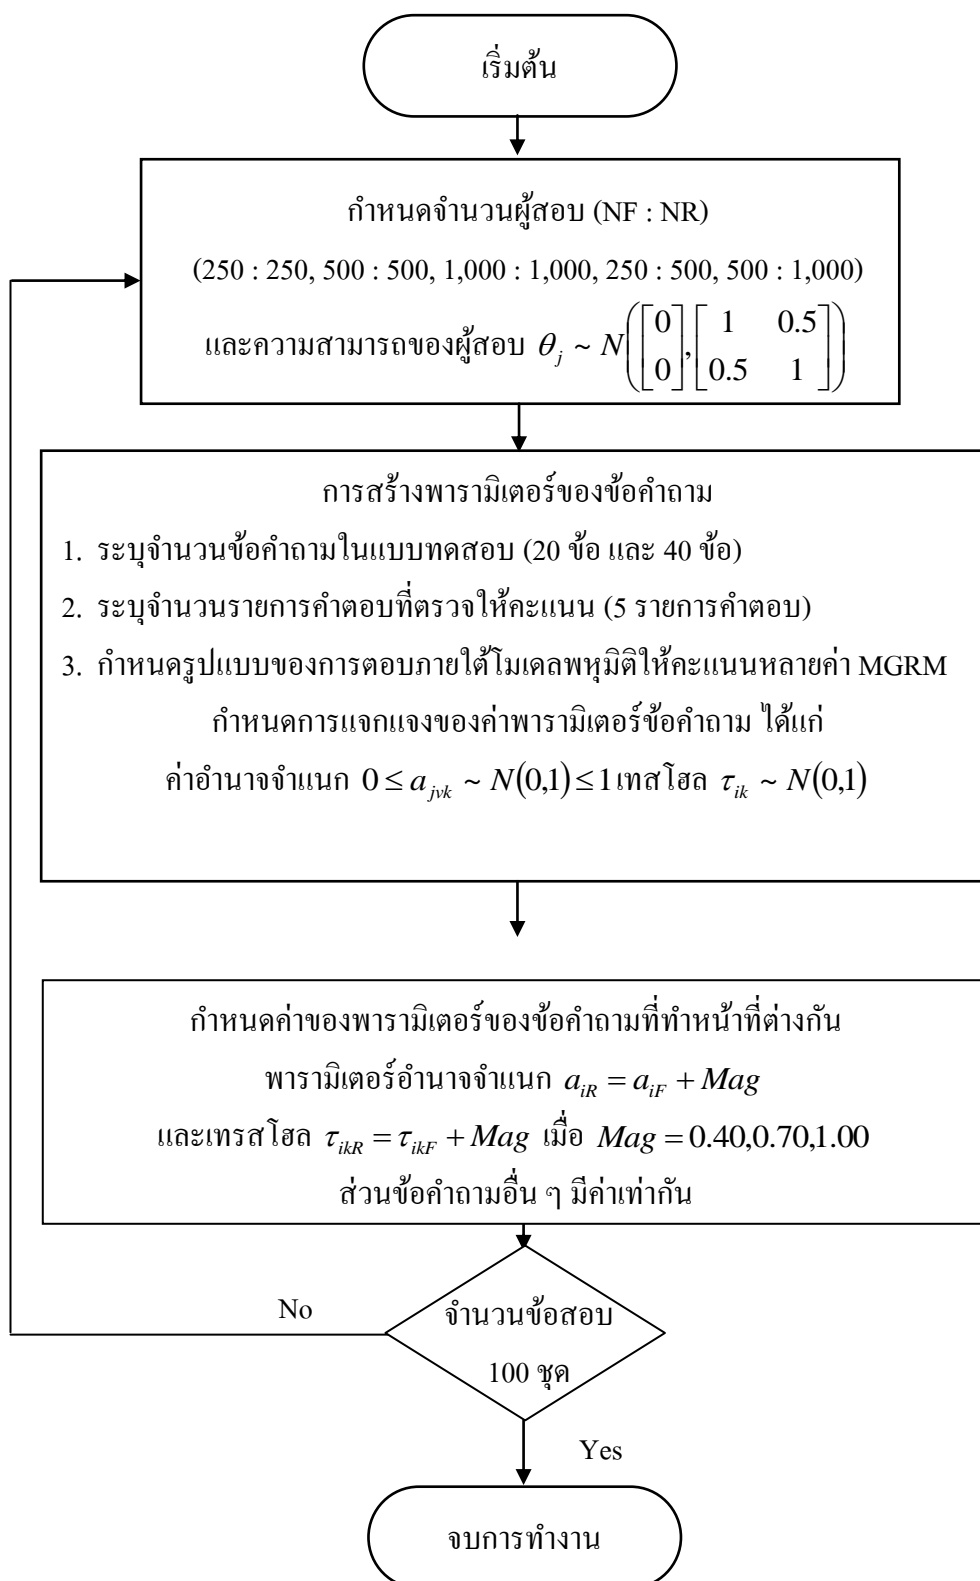 เริ่มต้น
กำหนดจำนวนผู้สอบ (NF : NR)
(250 : 250, 500 : 500, 1,000 : 1,000, 250 : 500, 500 : 1,000)
และความสามารถของผู้สอบ θ_j ~ N([0 0], [1 0.5 0.5 1])
การสร้างพารามิเตอร์ของข้อคำถาม
1. ระบุจำนวนข้อคำถามในแบบทดสอบ (20 ข้อ และ 40 ข้อ)
2. ระบุจำนวนรายการคำตอบที่ตรวจให้คะแนน (5 รายการคำตอบ)
3. กำหนดรูปแบบของการตอบภายใต้โมเดลพหุมิติให้คะแนนหลายค่า MGRM
กำหนดการแจกแจงของค่าพารามิเตอร์ข้อคำถาม ได้แก่
ค่าอำนาจจำแนก 0 ≤ a_jvk ~ N(0,1) ≤ 1 เทสโฮล τ_ik ~ N(0,1)
กำหนดค่าของพารามิเตอร์ของข้อคำถามที่ทำหน้าที่ต่างกัน
พารามิเตอร์อำนาจจำแนก a_iR = a_iF + Mag
และเทรสโฮล τ_ikR = τ_ikF + Mag เมื่อ Mag = 0.40,0.70,1.00
ส่วนข้อคำถามอื่น ๆ มีค่าเท่ากัน
No
จำนวนข้อสอบ
100 ชุด
Yes
จบการทำงาน